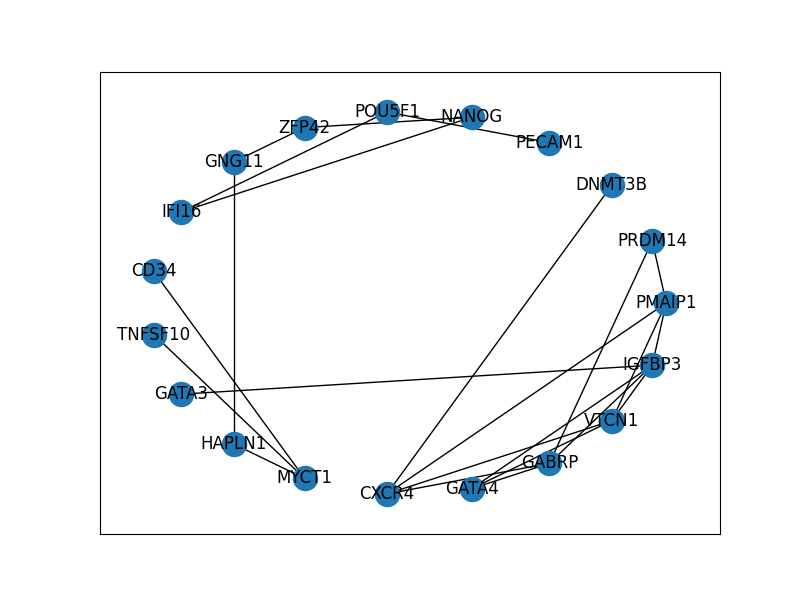 POU5F1
NANOG
ZFP42
PECAM1
GNG11
DNMT3B
IFI16
PRDM14
CD34
PMAIP1
TNFSF10
IGFBP3
GATA3
VTCN1
HAPLN1
GABRP
MYCT1
GATA4
CXCR4